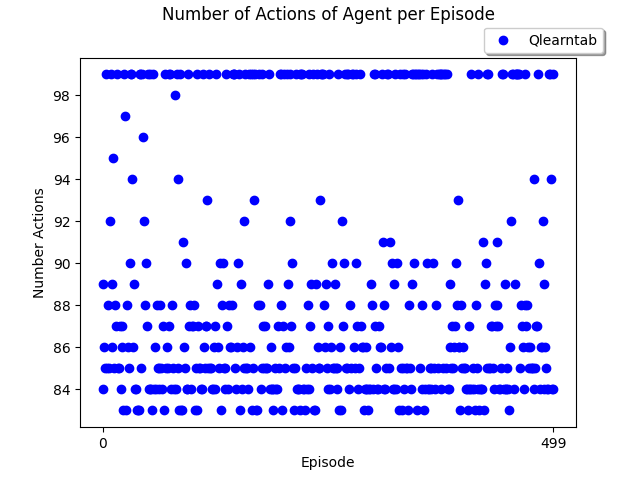 Number of Actions of Agent per Episode
Qlearntab
98
96
94
92
90
88
86
84
Number Actions
0
499
Episode